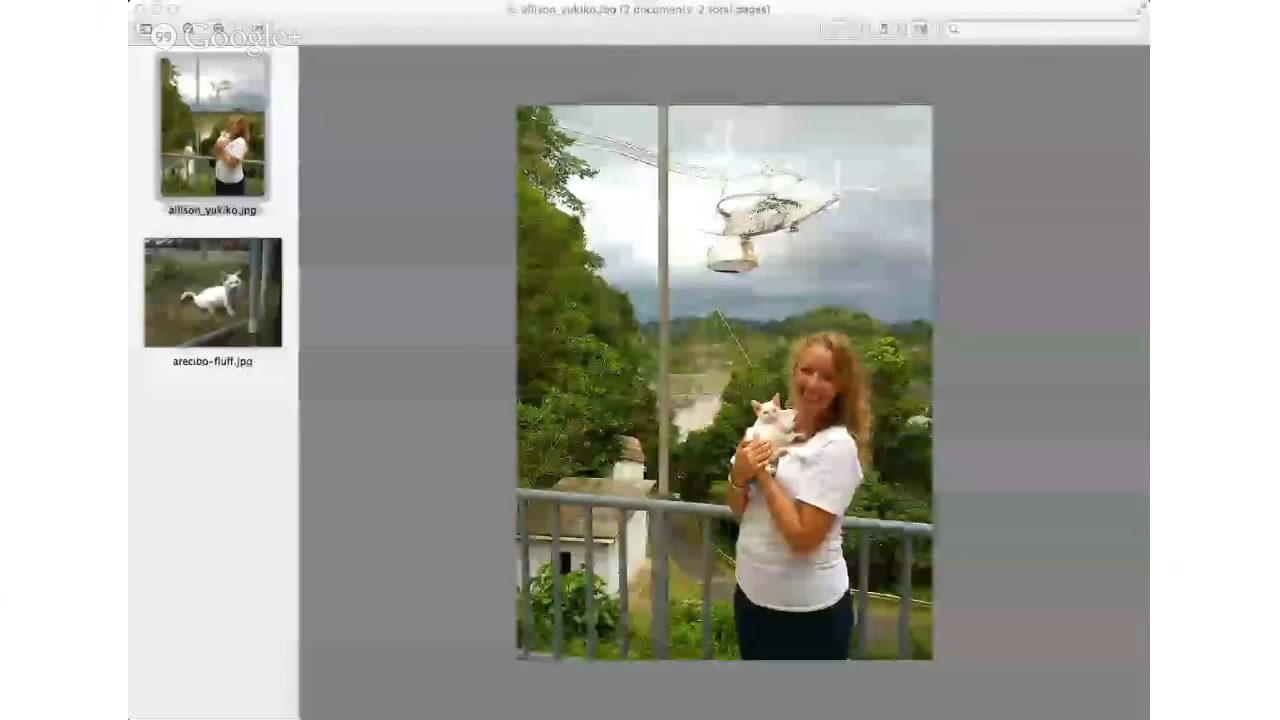 allison_yukiko.jpg (2 documents, 2 total pages)
Google+
allison_yukiko.jpg
arecibo-fluff.jpg